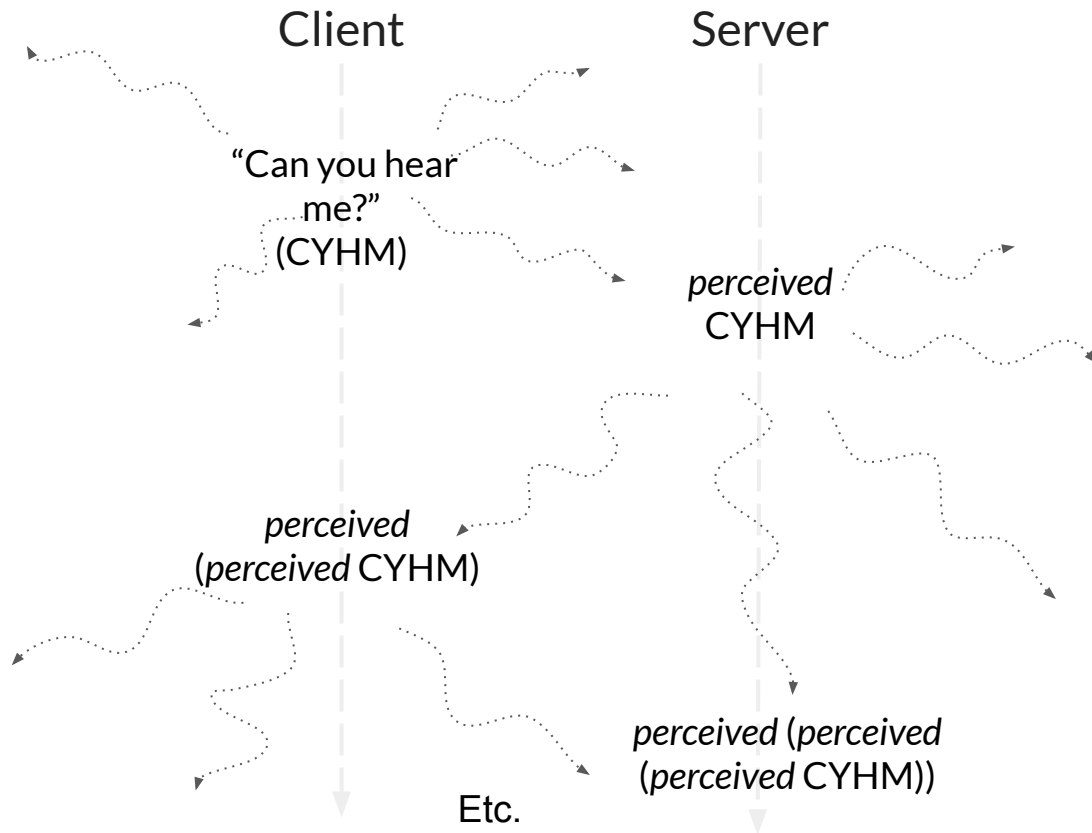 Client
Server
“Can you hear
me?”
(CYHM)
perceived
CYHM
perceived
(perceived CYHM)
perceived (perceived
(perceived CYHM))
Etc.